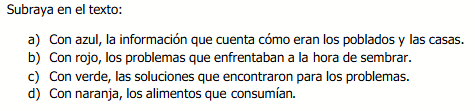 Subraya en el texto:
a) Con azul, la información que cuenta cómo eran los poblados y las casas.
b) Con rojo, los problemas que enfrentaban a la hora de sembrar.
c) Con verde, las soluciones que encontraron para los problemas.
d) Con naranja, los alimentos que consumían.